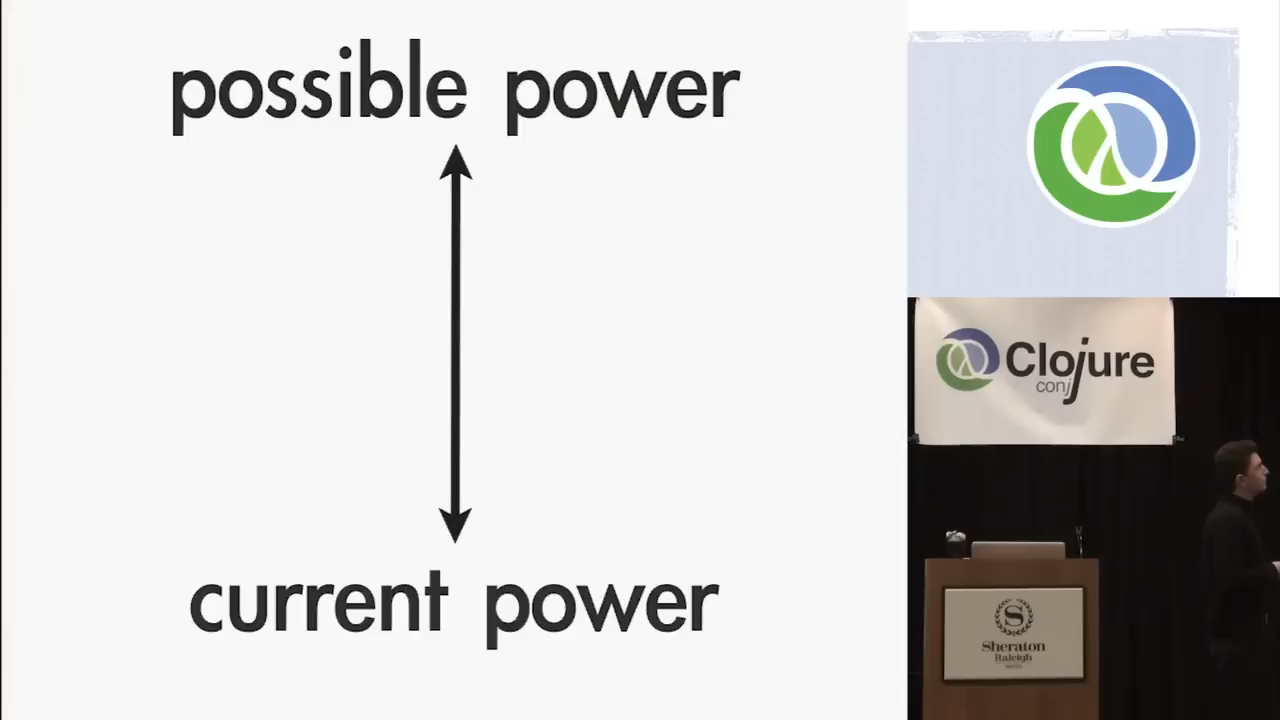 possible power
current power
Clojure
conj
S
Sheraton
Raleigh